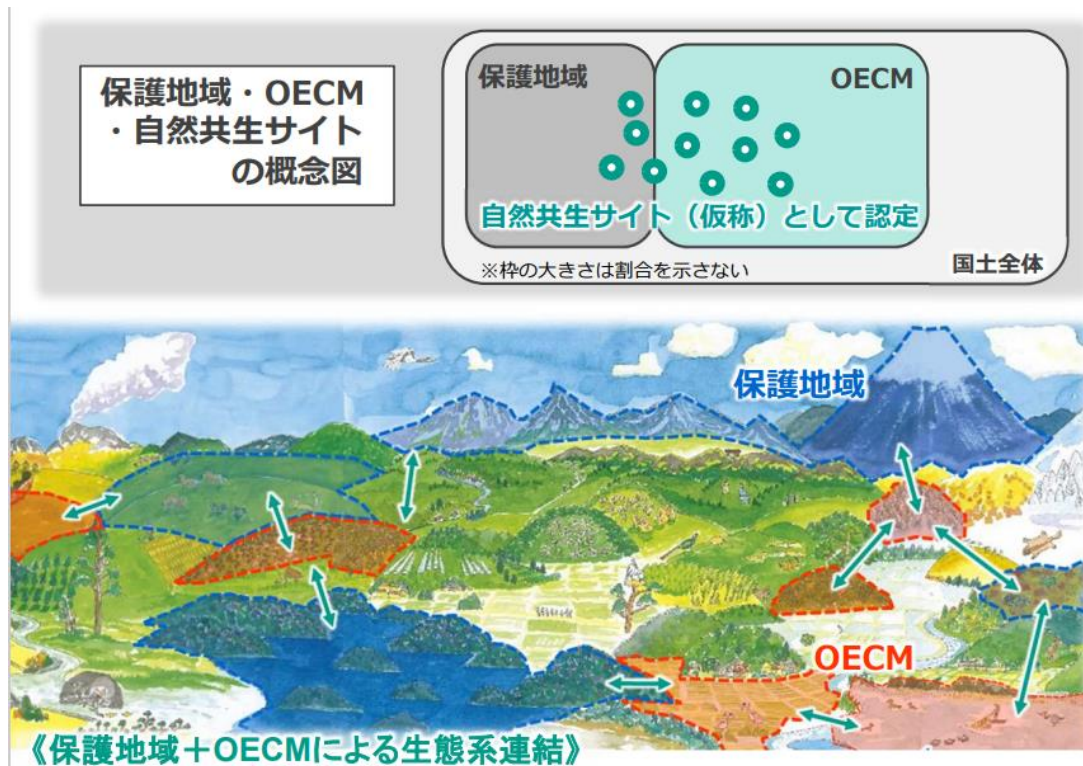 保護地域・OECM
・自然共生サイト
の概念図
保護地域
OECM
自然共生サイト（仮称）として認定
※枠の大きさは割合を示さない
国土全体
保護地域
OECM
《保護地域＋OECMによる生態系連結》